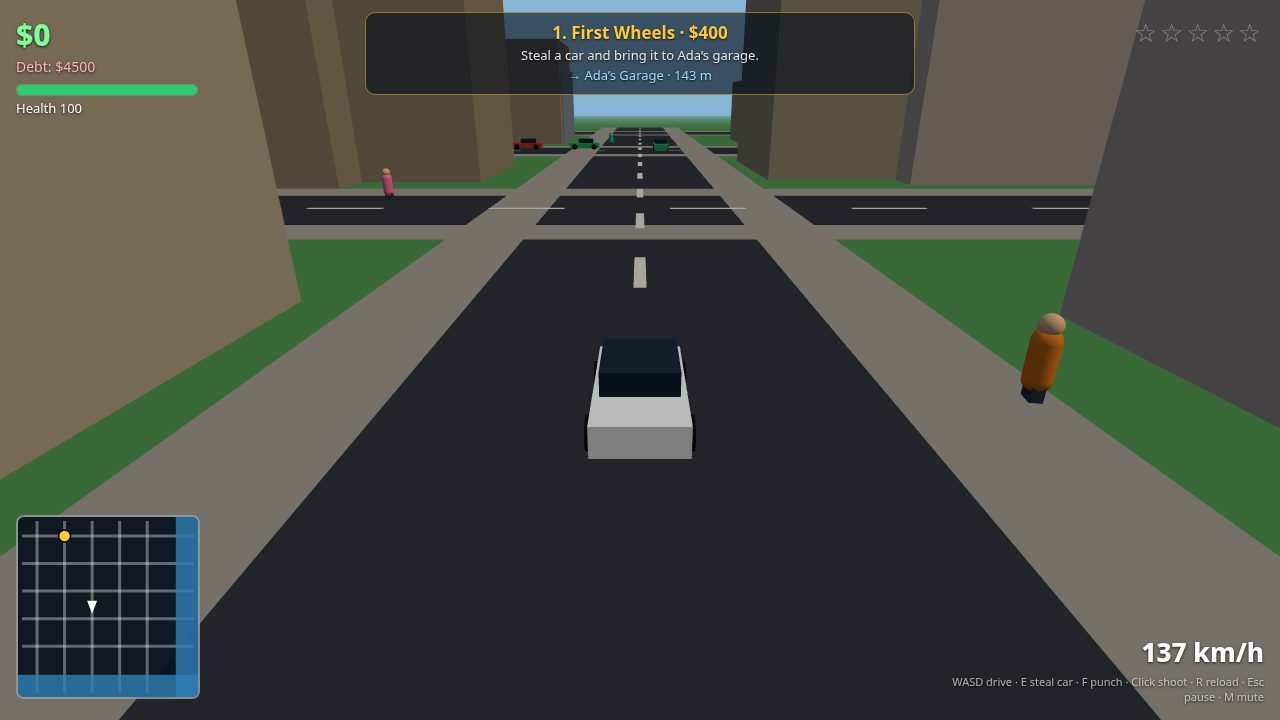 $0
Debt: $4500
Health 100
1. First Wheels · $400
Steal a car and bring it to Ada's garage.
→ Ada's Garage · 143 m
☆☆☆☆☆
137 km/h
WASD drive · E steal car · F punch · Click shoot · R reload · Esc
pause · M mute